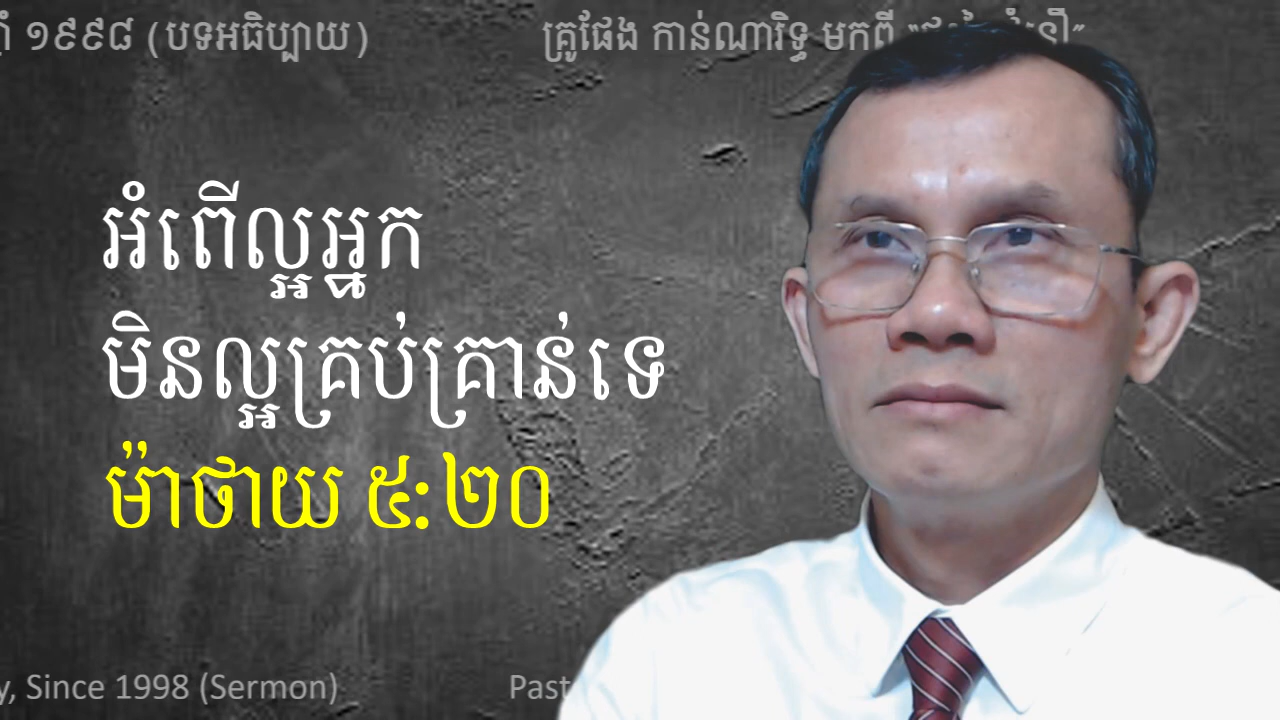 ំ ១៩៩៨ (បទអធិប្បាយ) គ្រូផែង កាន់ណារិទ្ធ មកពី
អំពើល្អអ្នក
មិនល្អគ្រប់គ្រាន់ទេ
ម៉ាថាយ ៥:២០
y, Since 1998 (Sermon) Past